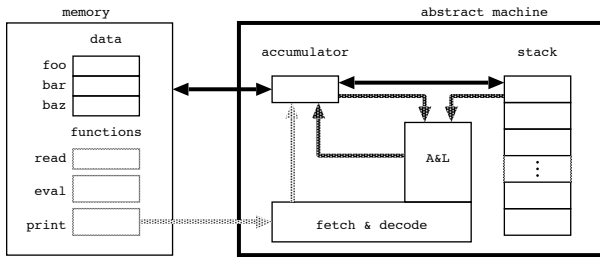 memory
abstract machine
data
accumulator
stack
foo
bar
baz
functions
read
A&L
eval
print
fetch & decode